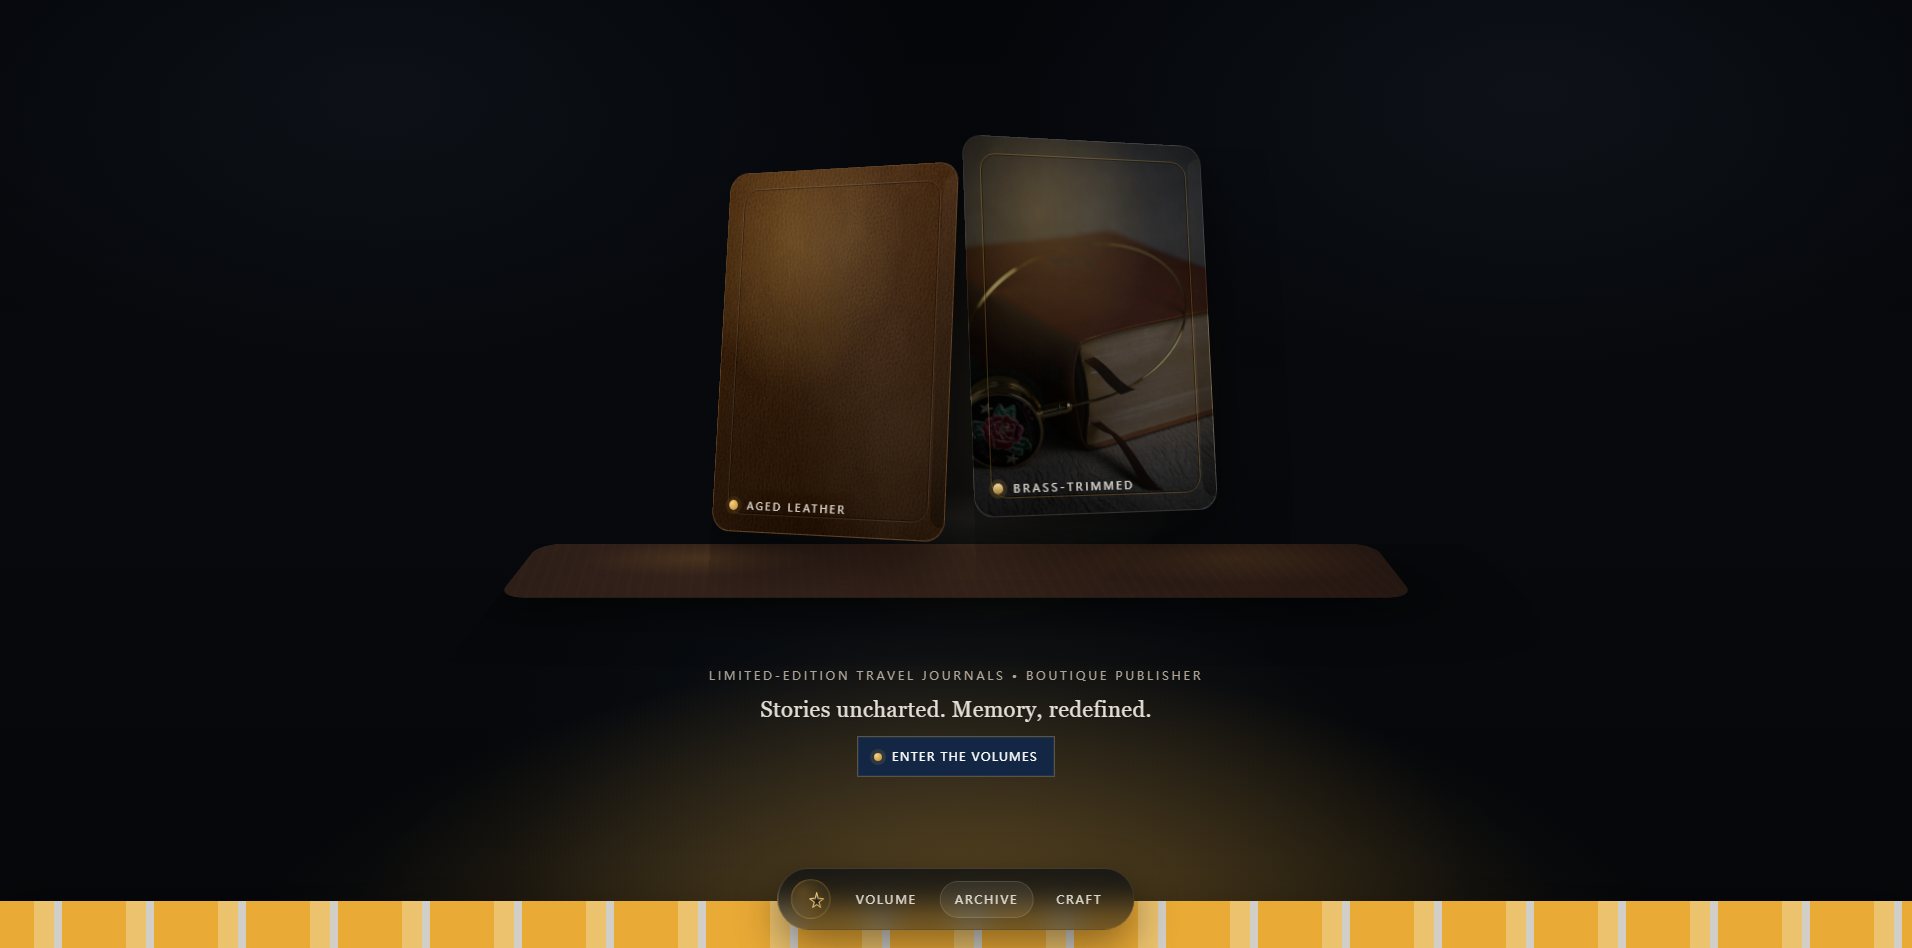 AGED LEATHER
BRASS-TRIMMED
LIMITED-EDITION TRAVEL JOURNALS • BOUTIQUE PUBLISHER
Stories uncharted. Memory, redefined.
ENTER THE VOLUMES
VOLUME ARCHIVE CRAFT